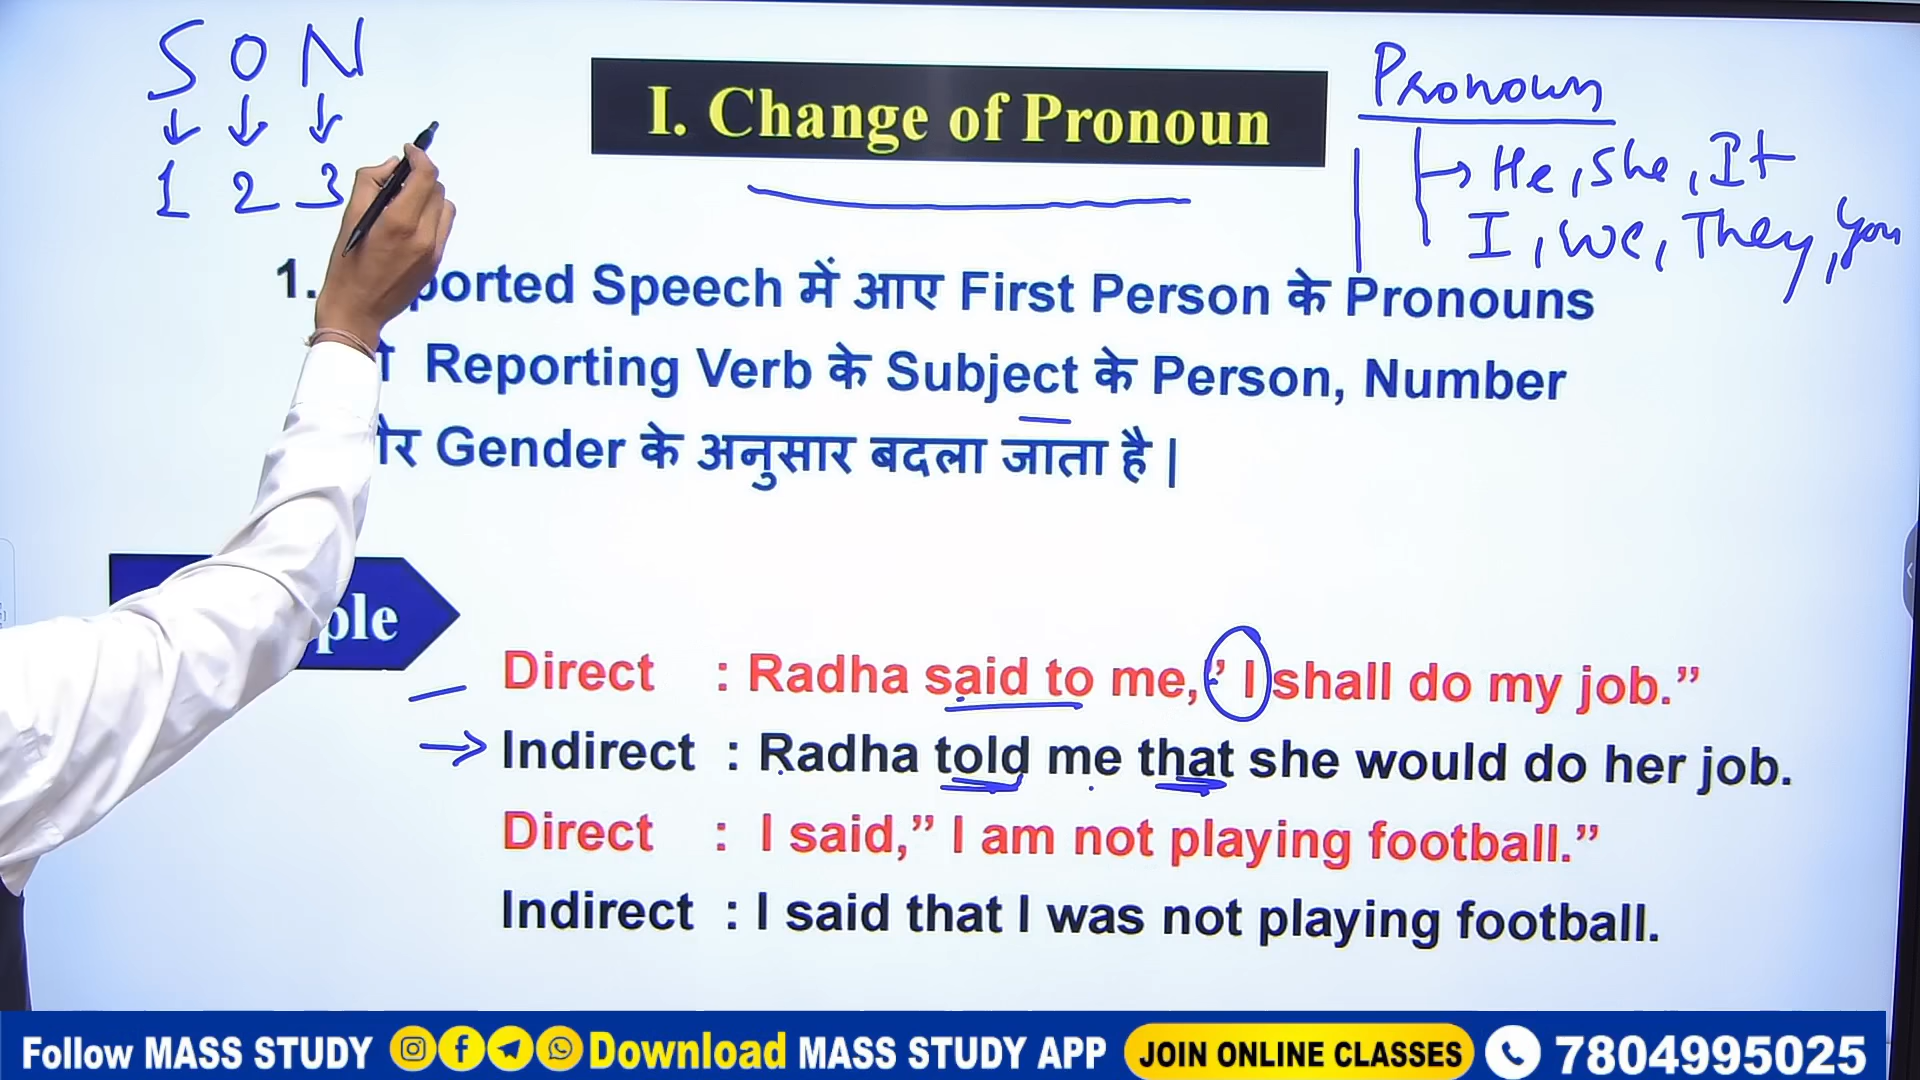 S O N
1 2 3
I. Change of Pronoun
Pronoun
He, She, It
I, We, They, You
1. ported Speech में आए First Person के Pronouns
Reporting Verb के Subject के Person, Number
Gender के अनुसार बदला जाता है |
ple
Direct : Radha said to me,” I shall do my job.”
Indirect : Radha told me that she would do her job.
Direct : I said,” I am not playing football.”
Indirect : I said that I was not playing football.
Follow MASS STUDY Download MASS STUDY APP JOIN ONLINE CLASSES 7804995025